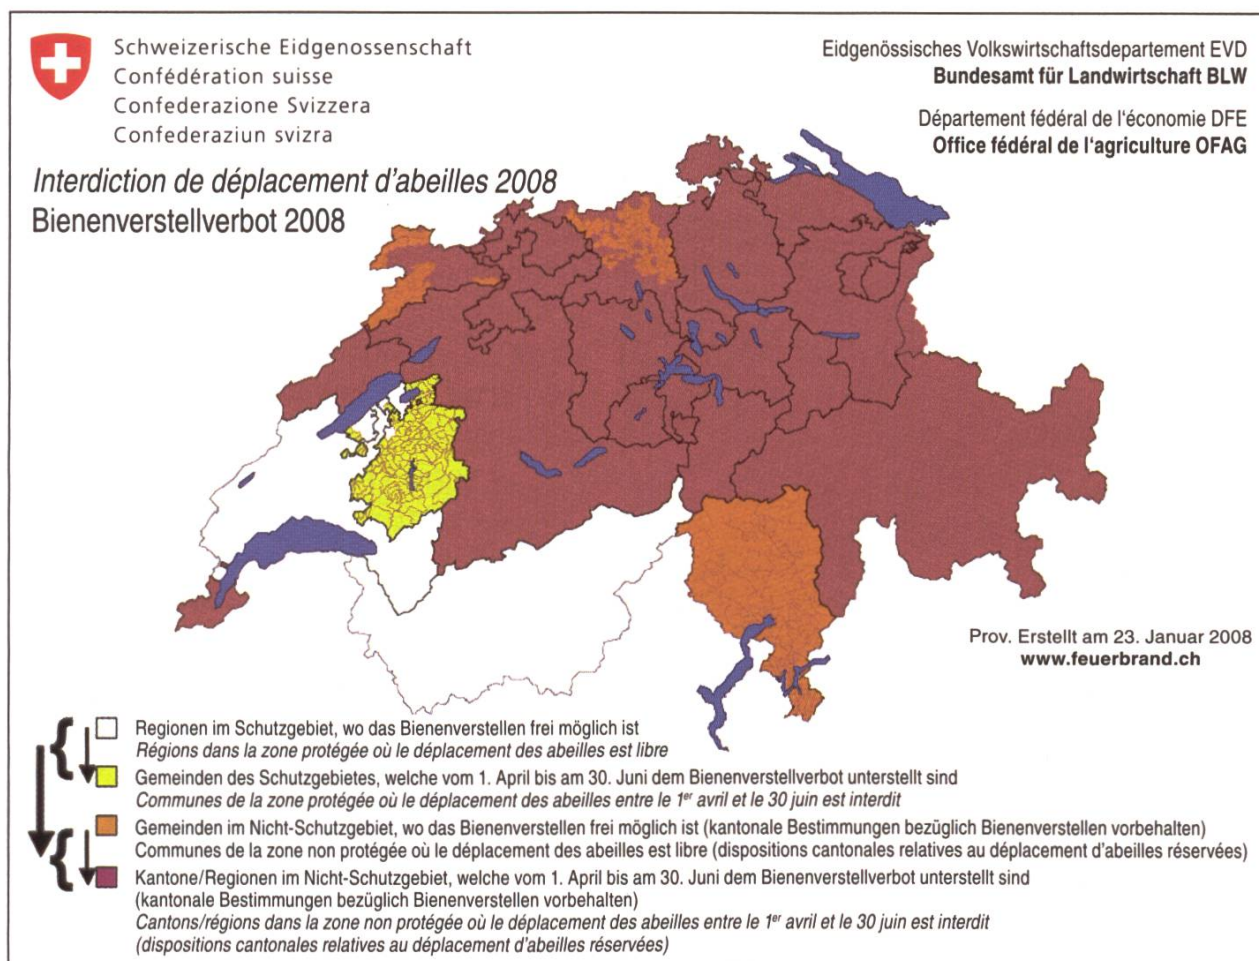 Schweizerische Eidgenossenschaft
Confédération suisse
Confederazione Svizzera
Confederaziun svizra
Eidgenössisches Volkswirtschaftsdepartement EVD
Bundesamt für Landwirtschaft BLW
Département fédéral de l'économie DFE
Office fédéral de l'agriculture OFAG
Interdiction de déplacement d'abeilles 2008
Bienenverstellverbot 2008
Prov. Erstellt am 23. Januar 2008
www.feuerbrand.ch
Regionen im Schutzgebiet, wo das Bienenverstellen frei möglich ist
Régions dans la zone protégée où le déplacement des abeilles est libre
Gemeinden des Schutzgebietes, welche vom 1. April bis am 30. Juni dem Bienenverstellverbot unterstellt sind
Communes de la zone protégée où le déplacement des abeilles entre le 1er avril et le 30 juin est interdit
Gemeinden im Nicht-Schutzgebiet, wo das Bienenverstellen frei möglich ist (kantonale Bestimmungen bezüglich Bienenverstellen vorbehalten)
Communes de la zone non protégée où le déplacement des abeilles est libre (dispositions cantonales relatives au déplacement d'abeilles réservées)
Kantone/Regionen im Nicht-Schutzgebiet, welche vom 1. April bis am 30. Juni dem Bienenverstellverbot unterstellt sind
(kantonale Bestimmungen bezüglich Bienenverstellen vorbehalten)
Cantons/régions dans la zone non protégée où le déplacement des abeilles entre le 1er avril et le 30 juin est interdit
(dispositions cantonales relatives au déplacement d'abeilles réservées)